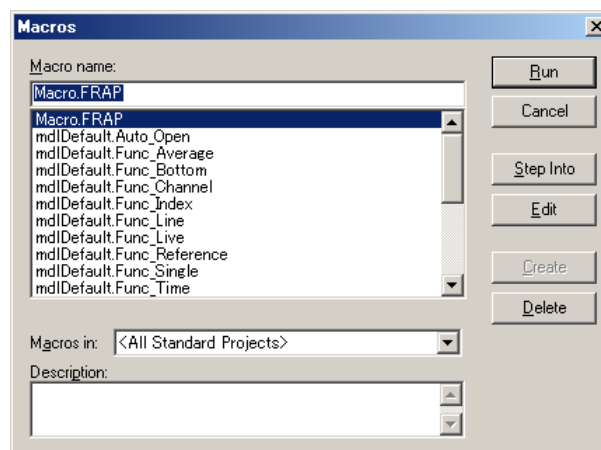 Macros
Macro name:
Macro.FRAP
Macro.FRAP
mdlDefault.Auto_Open
mdlDefault.Func_Average
mdlDefault.Func_Bottom
mdlDefault.Func_Channel
mdlDefault.Func_Index
mdlDefault.Func_Line
mdlDefault.Func_Live
mdlDefault.Func_Reference
mdlDefault.Func_Single
mdlDefault.Func_Time
Macros in: <All Standard Projects>
Description:
Run
Cancel
Step Into
Edit
Create
Delete